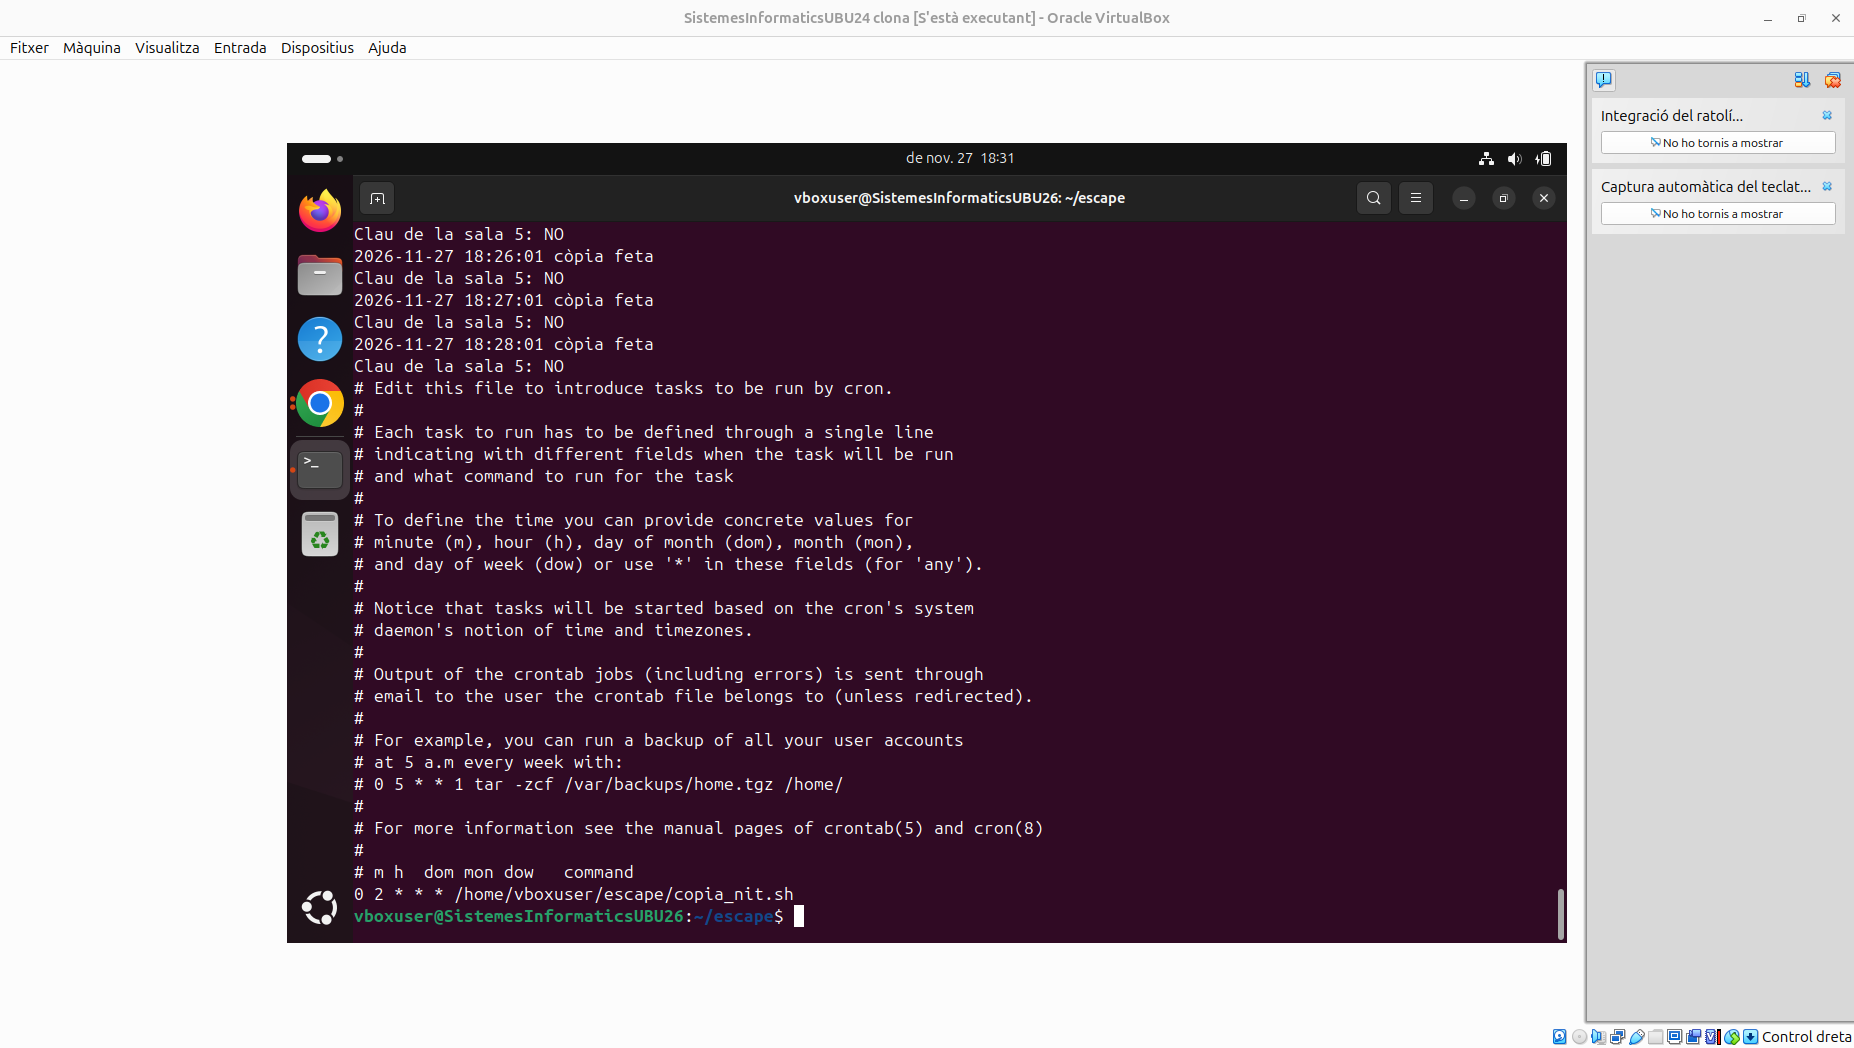 SistemesInformaticsUBU24 clona [S'està executant] - Oracle VirtualBox
Fitxer Màquina Visualitza Entrada Dispositius Ajuda
Integració del ratolí...
No ho tornis a mostrar
Captura automàtica del teclat...
No ho tornis a mostrar
de nov. 27 18:31
vboxuser@SistemesInformaticsUBU26: ~/escape
Clau de la sala 5: NO
2026-11-27 18:26:01 còpia feta
Clau de la sala 5: NO
2026-11-27 18:27:01 còpia feta
Clau de la sala 5: NO
2026-11-27 18:28:01 còpia feta
Clau de la sala 5: NO
# Edit this file to introduce tasks to be run by cron.
#
# Each task to run has to be defined through a single line
# indicating with different fields when the task will be run
# and what command to run for the task
#
# To define the time you can provide concrete values for
# minute (m), hour (h), day of month (dom), month (mon),
# and day of week (dow) or use '*' in these fields (for 'any').
#
# Notice that tasks will be started based on the cron's system
# daemon's notion of time and timezones.
#
# Output of the crontab jobs (including errors) is sent through
# email to the user the crontab file belongs to (unless redirected).
#
# For example, you can run a backup of all your user accounts
# at 5 a.m every week with:
# 0 5 * * 1 tar -zcf /var/backups/home.tgz /home/
#
# For more information see the manual pages of crontab(5) and cron(8)
#
# m h  dom mon dow   command
0 2 * * * /home/vboxuser/escape/copia_nit.sh
vboxuser@SistemesInformaticsUBU26:~/escape$
Control dreta